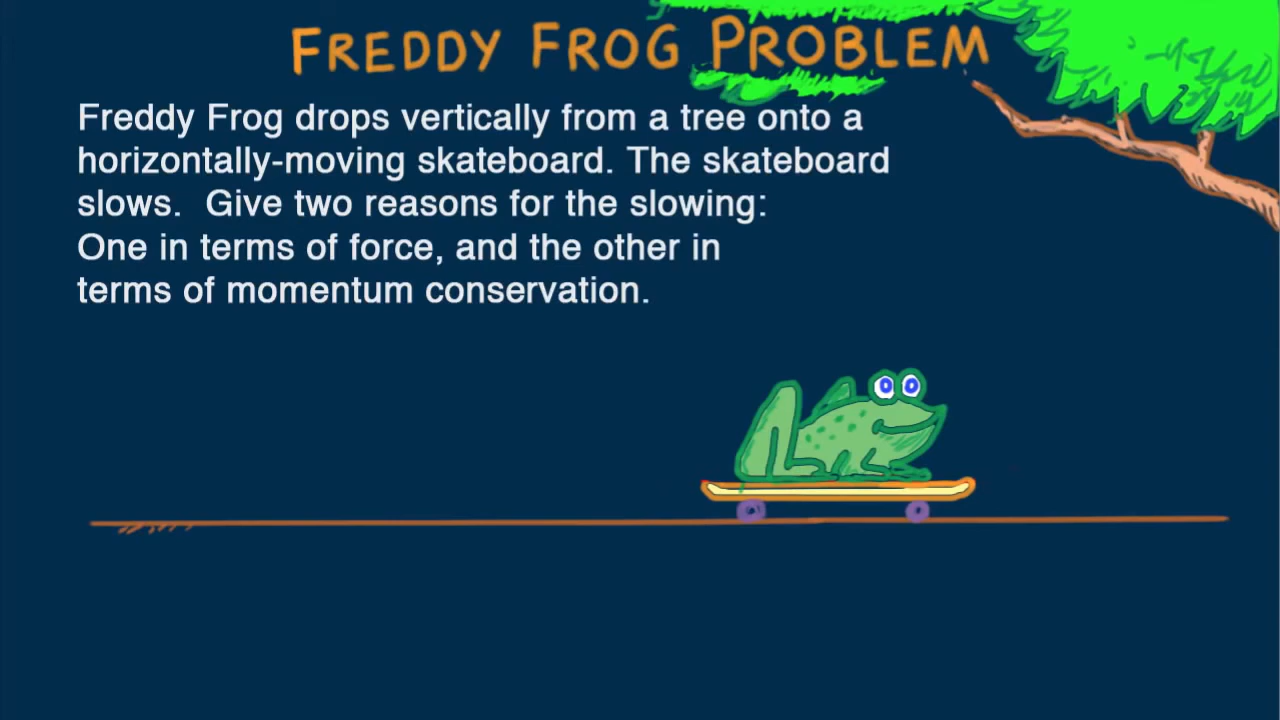 FREDDY FROG PROBLEM
Freddy Frog drops vertically from a tree onto a
horizontally-moving skateboard. The skateboard
slows.  Give two reasons for the slowing:
One in terms of force, and the other in
terms of momentum conservation.